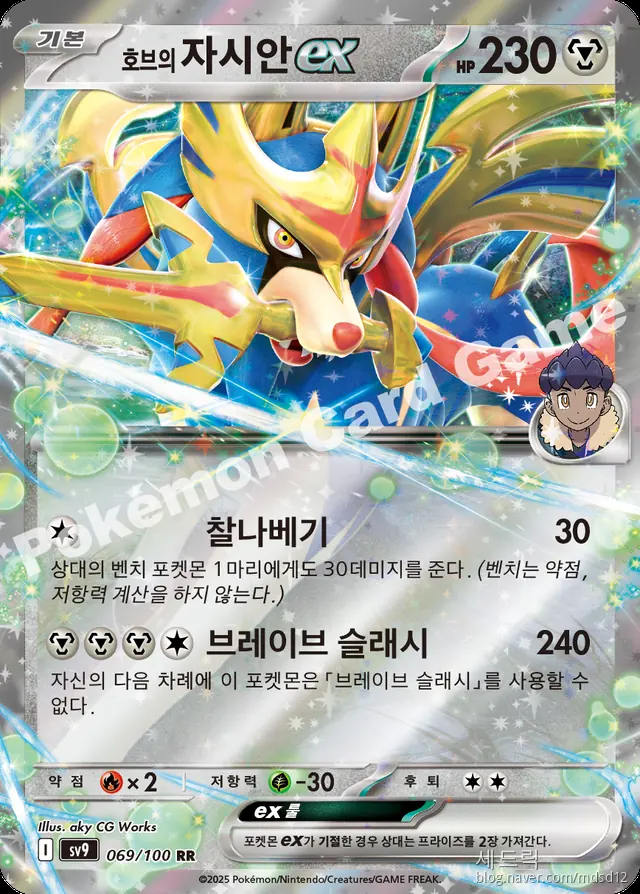 기본 호브의 자시안 ex HP 230
Pokémon Card Game
찰나베기 30
상대의 벤치 포켓몬 1마리에게도 30데미지를 준다. (벤치는 약점,
저항력 계산을 하지 않는다.)
브레이브 슬래시 240
자신의 다음 차례에 이 포켓몬은 「브레이브 슬래시」를 사용할 수
없다.
약점 ×2 저항력 -30 후퇴
ex 룰
포켓몬 ex가 기절한 경우 상대는 프라이즈를 2장 가져간다.
Illus. aky CG Works
I sv9 069/100 RR
©2025 Pokémon/Nintendo/Creatures/GAME FREAK.
세드릭
blog.naver.com/mdsd12